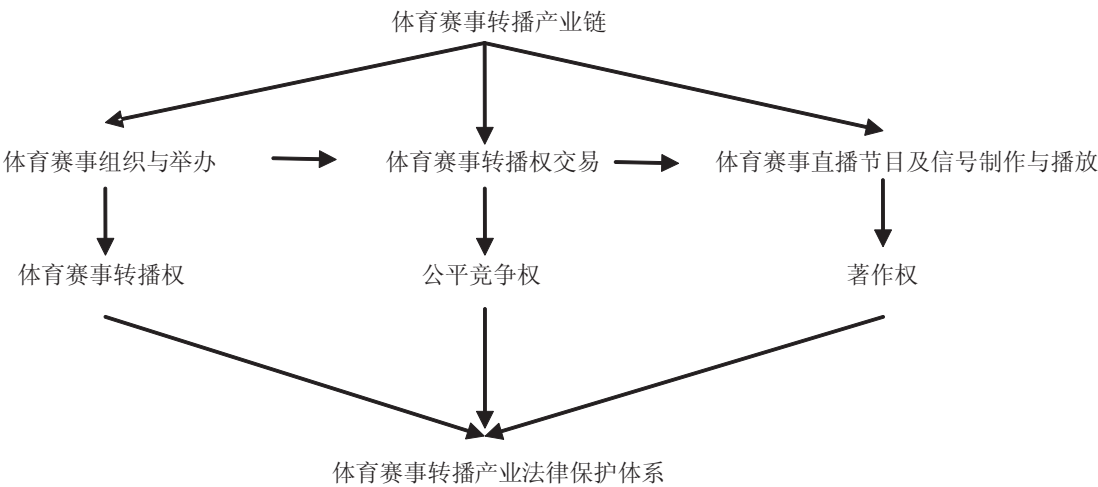 体育赛事转播产业链
体育赛事组织与举办
体育赛事转播权交易
体育赛事直播节目及信号制作与播放
体育赛事转播权
公平竞争权
著作权
体育赛事转播产业法律保护体系